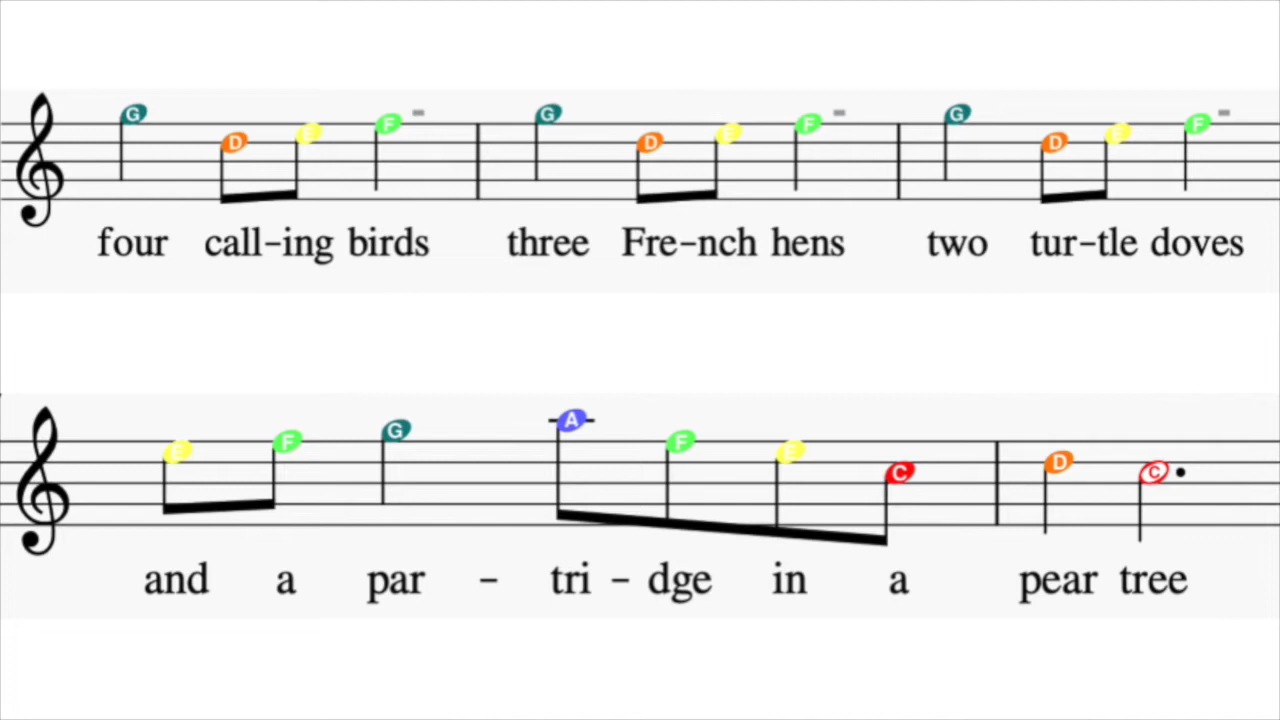 G D E F G D E F G D E F
four call-ing birds three Fre-nch hens two tur-tle doves
E F G A F E C D C
and a par - tri - dge in a pear tree